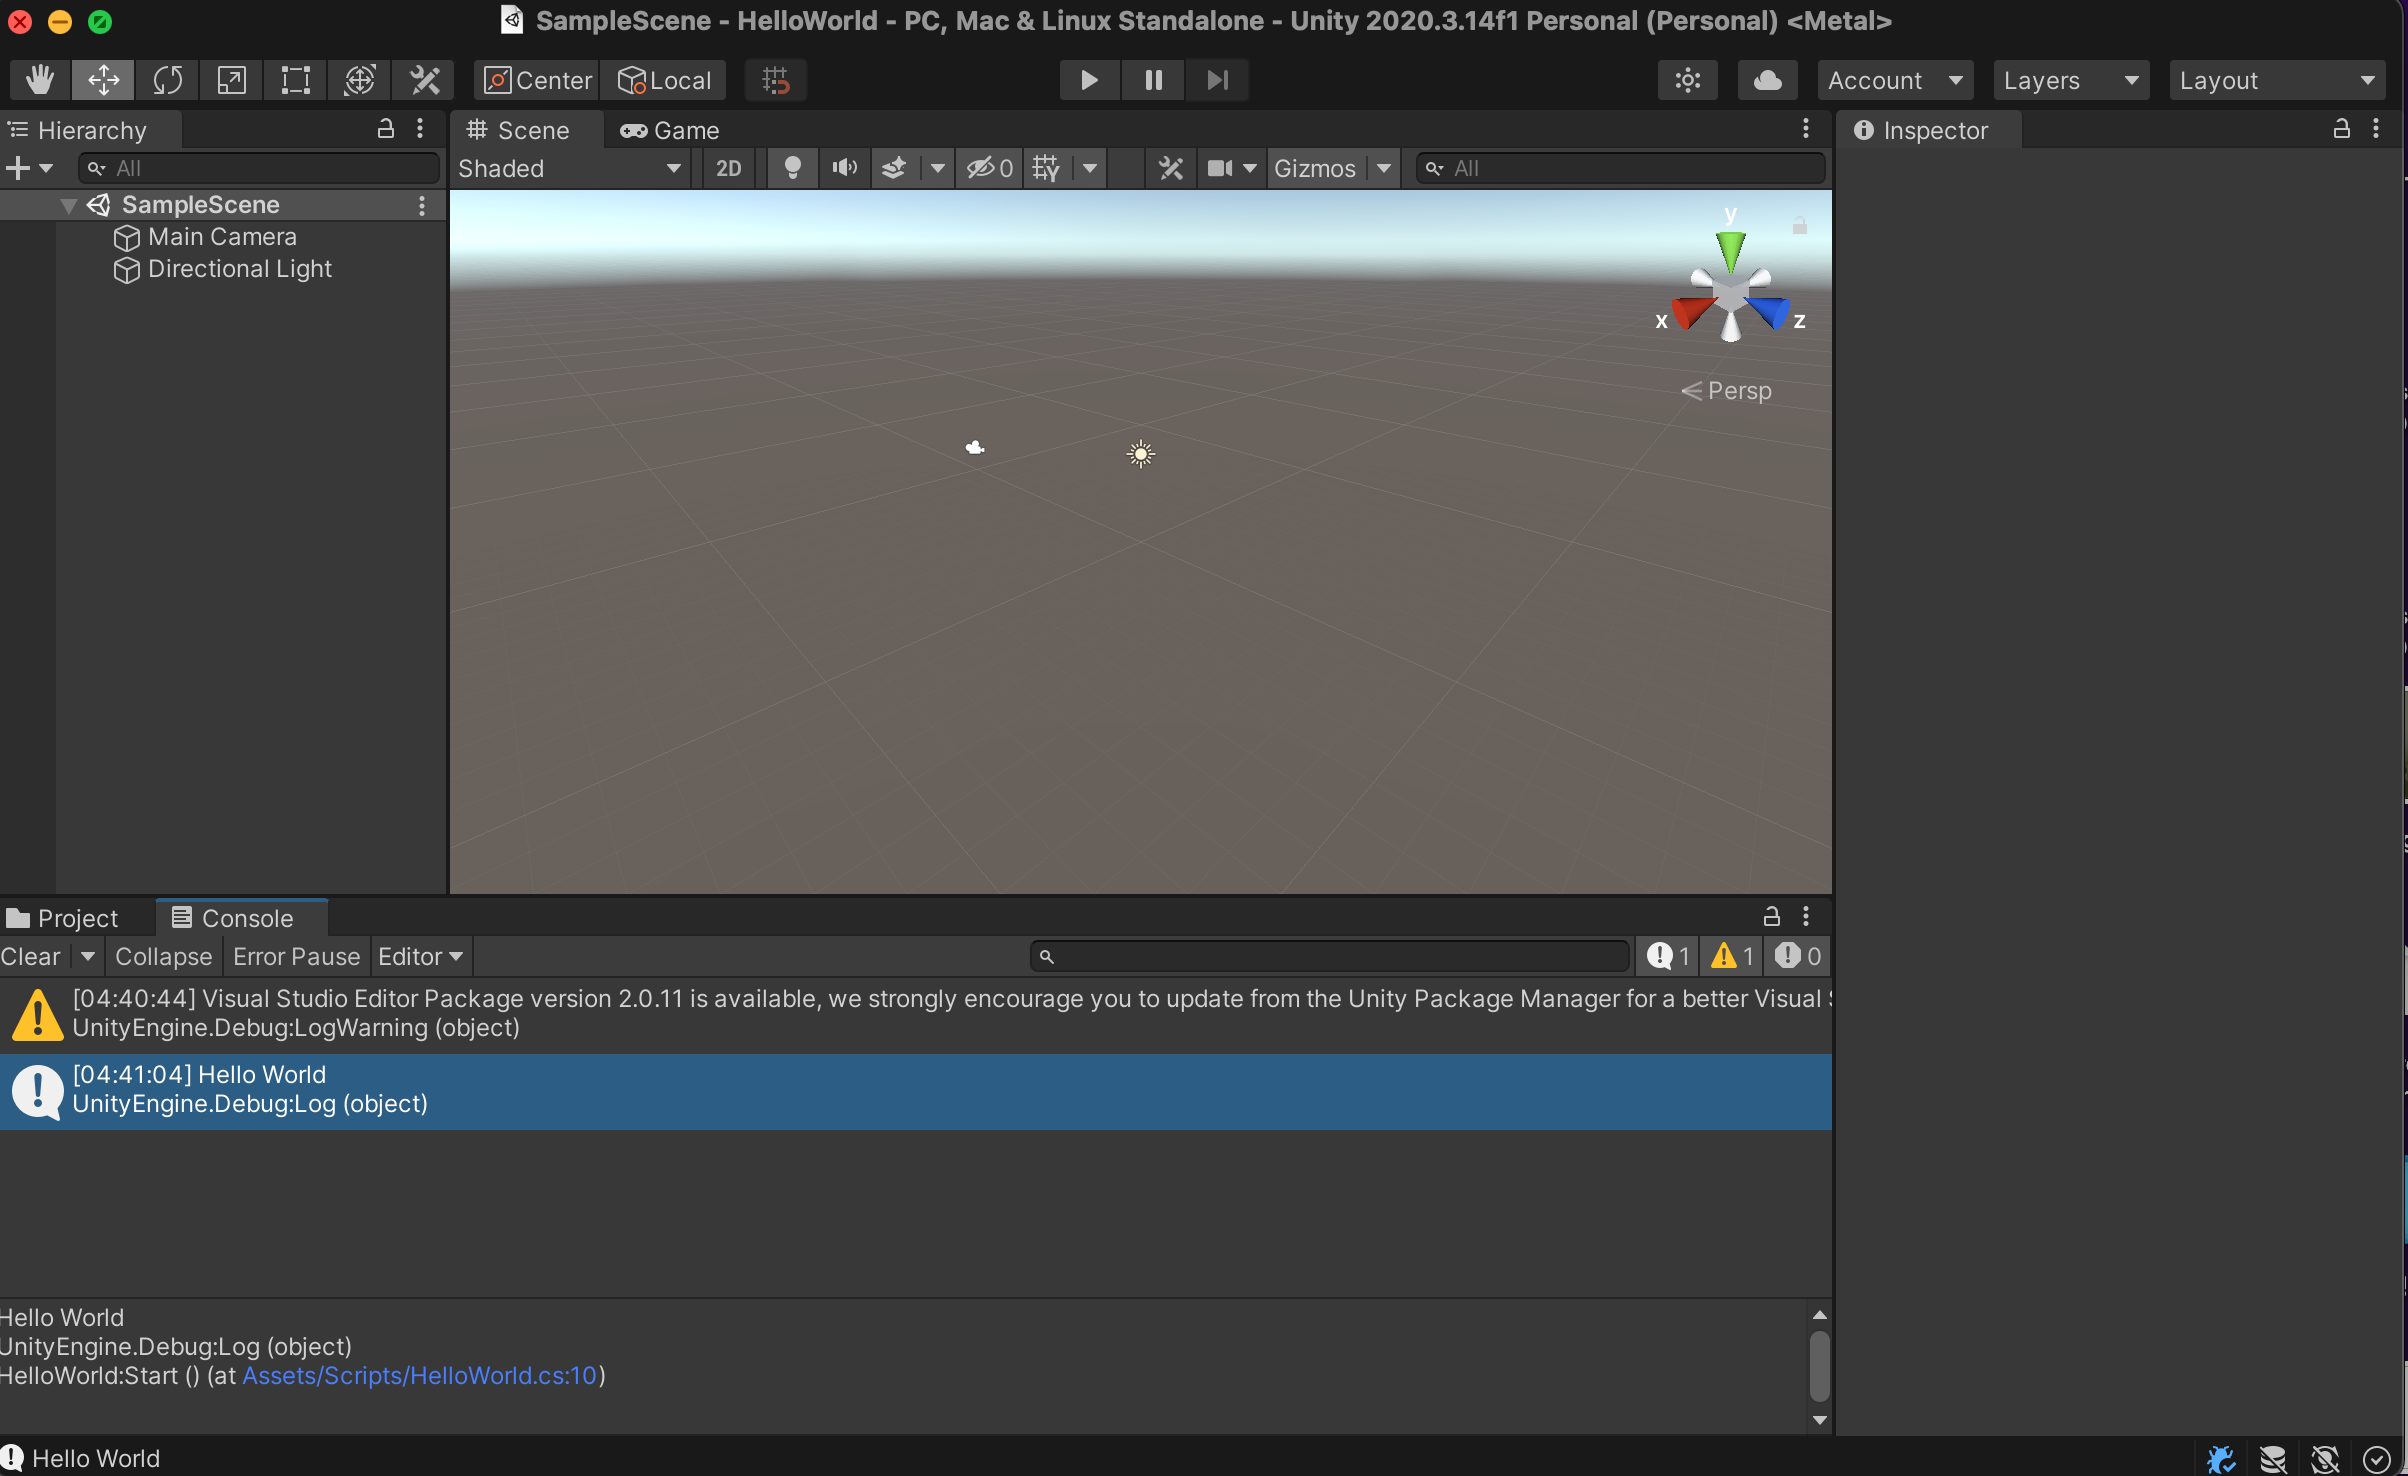 SampleScene - HelloWorld - PC, Mac & Linux Standalone - Unity 2020.3.14f1 Personal (Personal) <Metal>
Center Local Account Layers Layout
Hierarchy
All
SampleScene
Main Camera
Directional Light
Scene Game
Shaded 2D 0 Gizmos All
y
x z
Persp
Inspector
Project Console
Clear Collapse Error Pause Editor 1 1 0
[04:40:44] Visual Studio Editor Package version 2.0.11 is available, we strongly encourage you to update from the Unity Package Manager for a better Visual
UnityEngine.Debug:LogWarning (object)
[04:41:04] Hello World
UnityEngine.Debug:Log (object)
Hello World
UnityEngine.Debug:Log (object)
HelloWorld:Start () (at Assets/Scripts/HelloWorld.cs:10)
Hello World